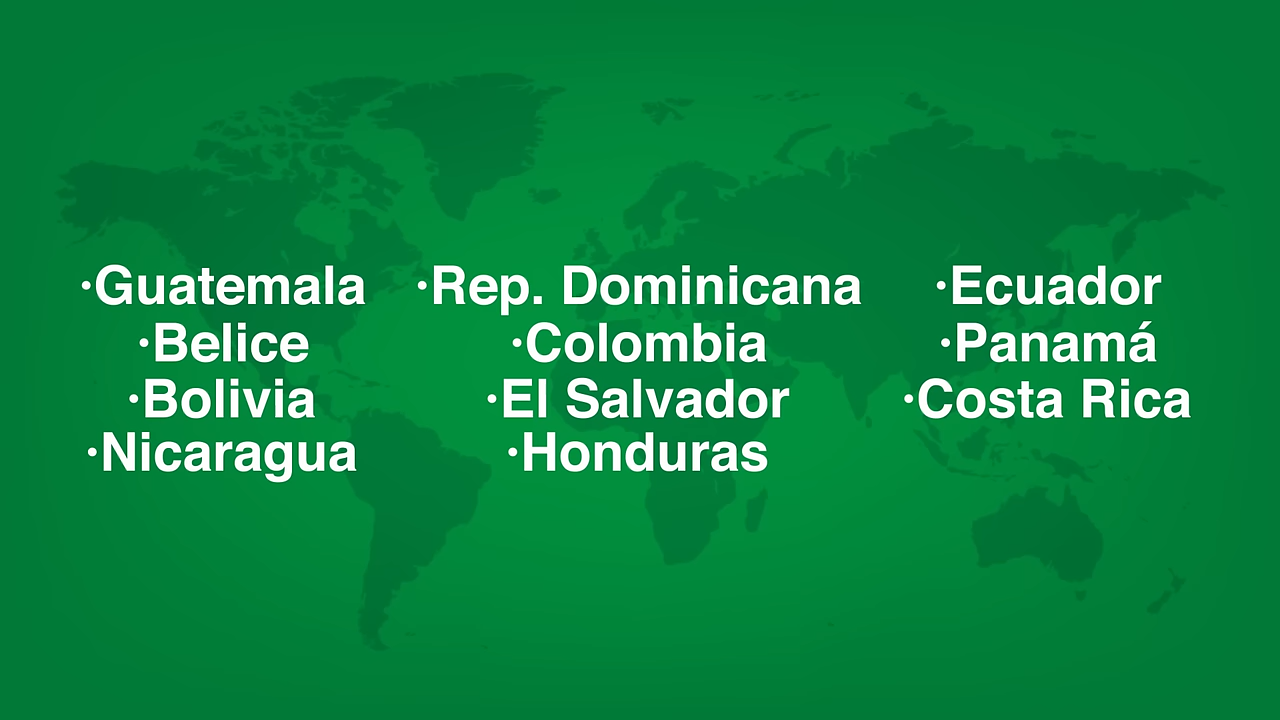 ·Guatemala
·Belice
·Bolivia
·Nicaragua
·Rep. Dominicana
·Colombia
·El Salvador
·Honduras
·Ecuador
·Panamá
·Costa Rica